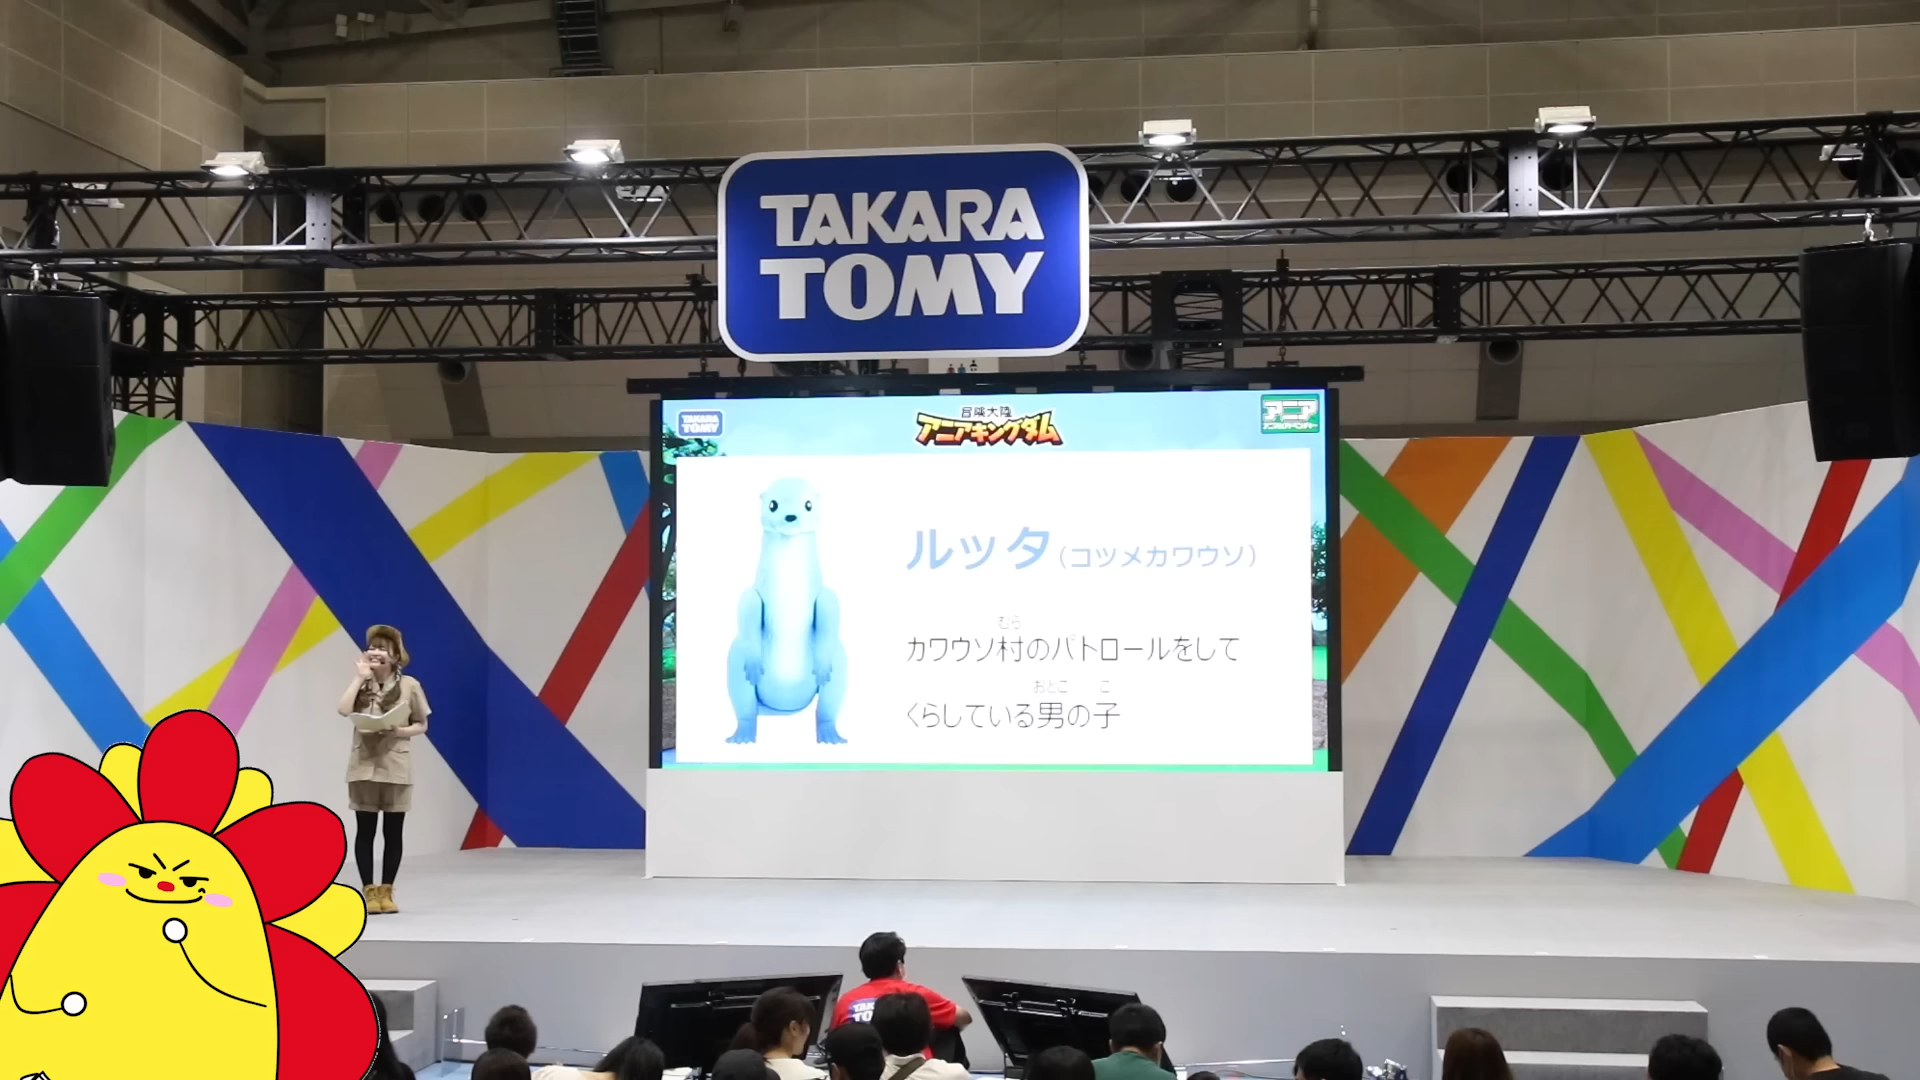 TAKARA
TOMY
TAKARA
TOMY
冒険大陸
アニアキングダム
アニア
ルッタ(コツメカワウソ)
むら
カワウソ村のパトロールをして
おとこ こ
くらしている男の子